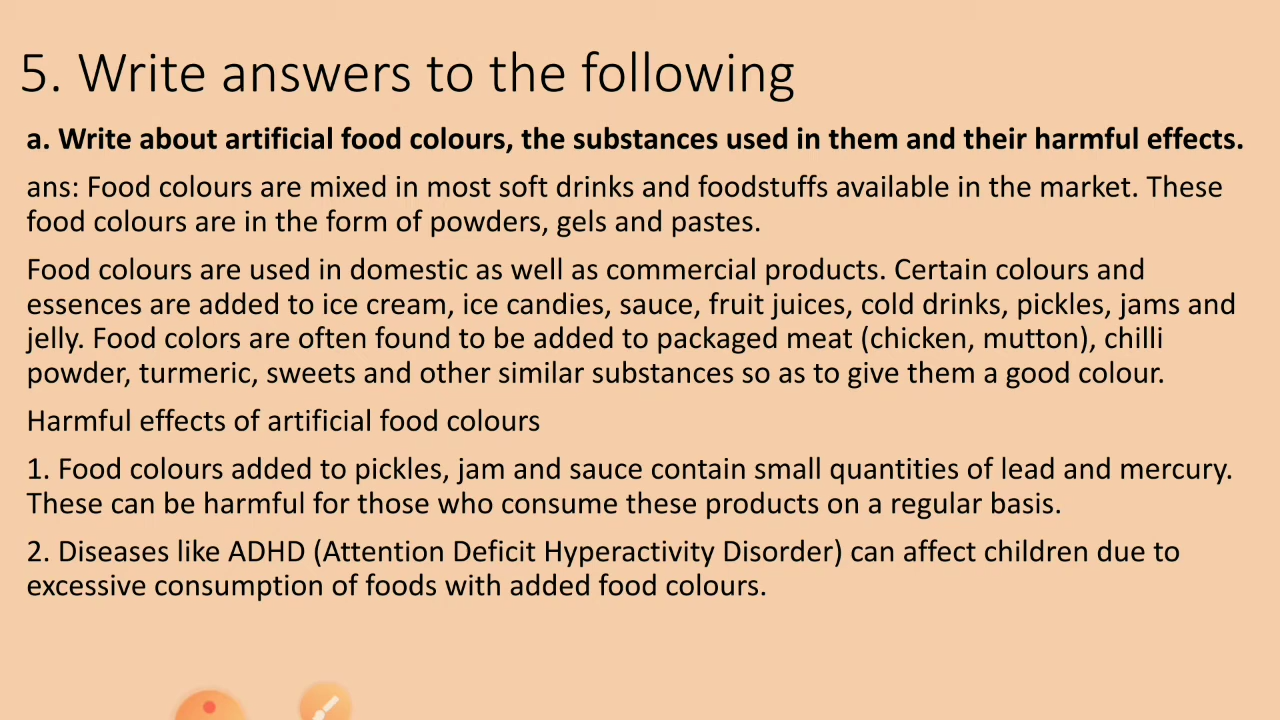 5. Write answers to the following
a. Write about artificial food colours, the substances used in them and their harmful effects.
ans: Food colours are mixed in most soft drinks and foodstuffs available in the market. These
food colours are in the form of powders, gels and pastes.
Food colours are used in domestic as well as commercial products. Certain colours and
essences are added to ice cream, ice candies, sauce, fruit juices, cold drinks, pickles, jams and
jelly. Food colors are often found to be added to packaged meat (chicken, mutton), chilli
powder, turmeric, sweets and other similar substances so as to give them a good colour.
Harmful effects of artificial food colours
1. Food colours added to pickles, jam and sauce contain small quantities of lead and mercury.
These can be harmful for those who consume these products on a regular basis.
2. Diseases like ADHD (Attention Deficit Hyperactivity Disorder) can affect children due to
excessive consumption of foods with added food colours.